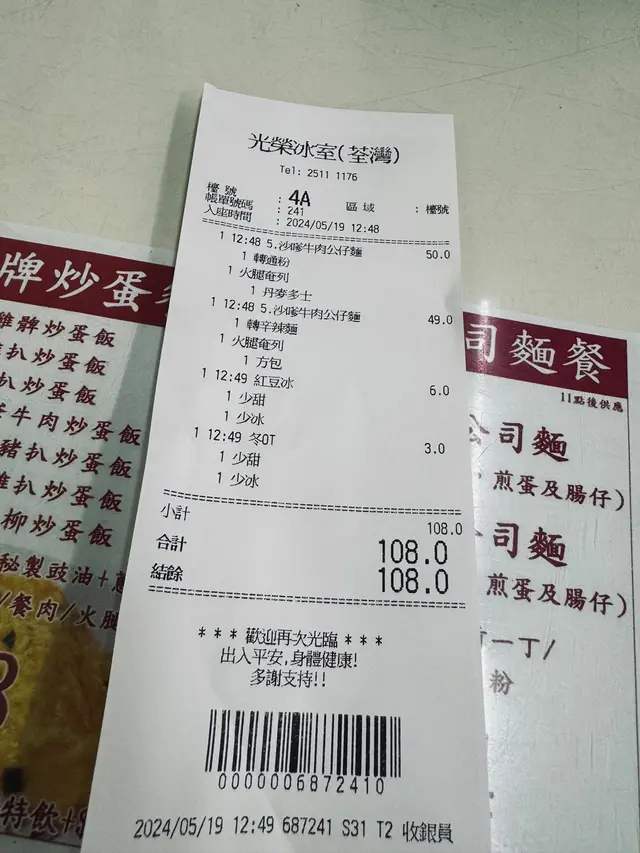 光榮冰室(荃灣)
Tel: 2511 1176
檯號 : 4A 區域 : 檯號
帳單號碼 : 241
入座時間 : 2024/05/19 12:48
1 12:48 5.沙嗲牛肉公仔麵 50.0
1 轉通粉
1 火腿奄列
1 丹麥多士
1 12:48 5.沙嗲牛肉公仔麵 49.0
1 轉辛辣麵
1 火腿奄列
1 方包
1 12:49 紅豆冰 6.0
1 少甜
1 少冰
1 12:49 冬OT 3.0
1 少甜
1 少冰
小計 108.0
合計 108.0
結餘 108.0
*** 歡迎再次光臨 ***
出入平安,身體健康!
多謝支持!!
0000006872410
2024/05/19 12:49 687241 S31 T2 收銀員
牌炒蛋
雞髀炒蛋飯
扒炒蛋飯
扒炒蛋飯
牛肉炒蛋飯
豬扒炒蛋飯
扒炒蛋飯
柳炒蛋飯
秘製豉油+
/餐肉/火腿
特飲+
司麵餐
11點後供應
公司麵
煎蛋及腸仔)
司麵
煎蛋及腸仔)
丁一丁/
粉